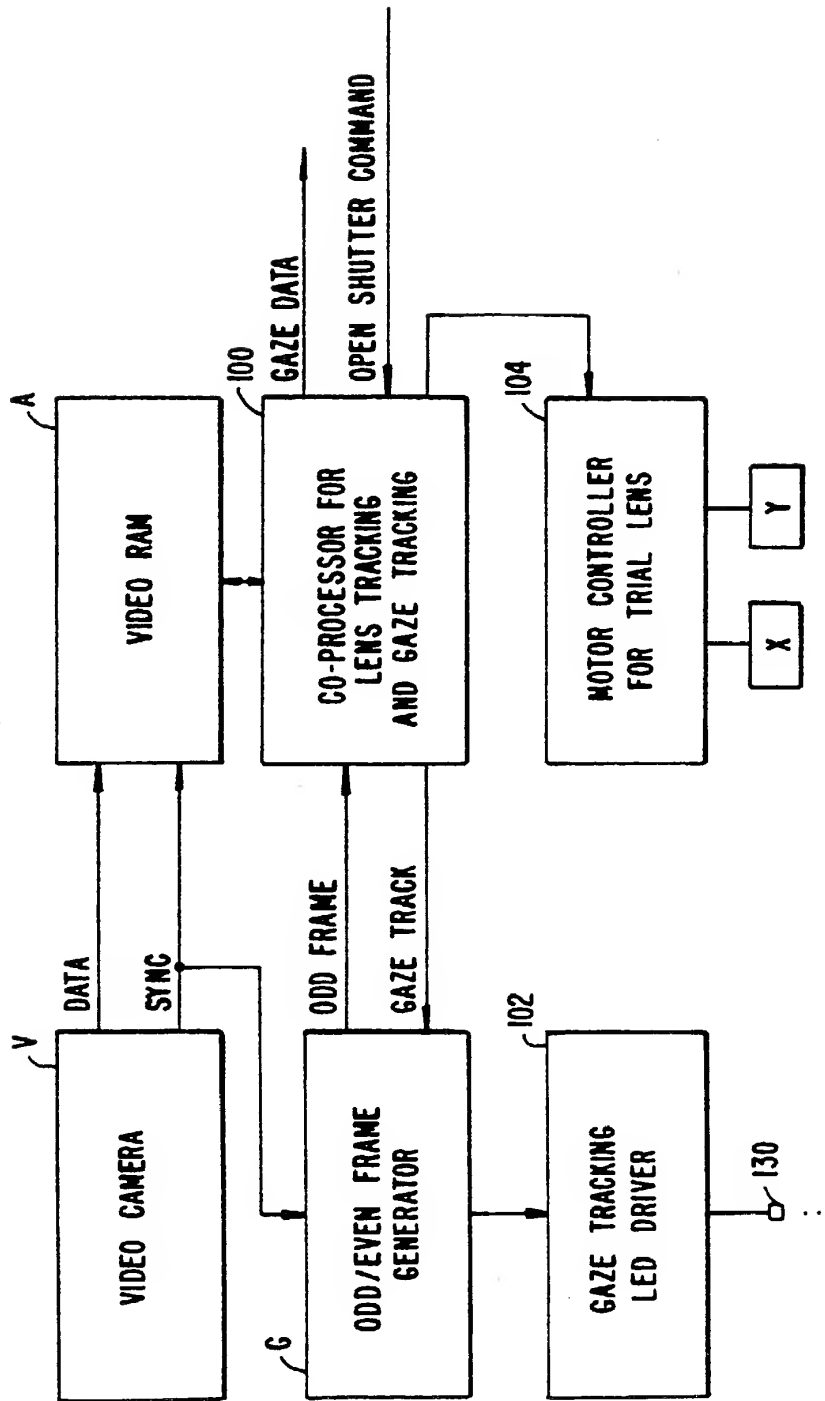 V
VIDEO CAMERA
DATA
SYNC
A
VIDEO RAM
G
ODD/EVEN FRAME
GENERATOR
ODD FRAME
GAZE TRACK
100
CO-PROCESSOR FOR
LENS TRACKING
AND GAZE TRACKING
GAZE DATA
OPEN SHUTTER COMMAND
102
GAZE TRACKING
LED DRIVER
130
104
MOTOR CONTROLLER
FOR TRIAL LENS
X
Y